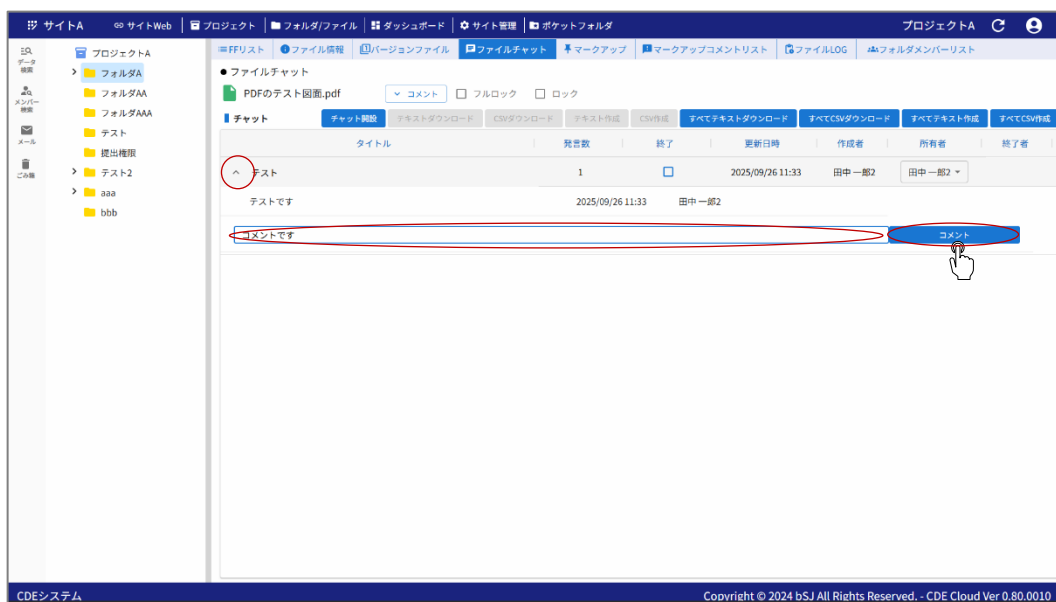 サイトA サイトWeb プロジェクト フォルダ/ファイル ダッシュボード サイト管理 ポケットフォルダ プロジェクトA
データ検索
メンバー検索
メール
ごみ箱
プロジェクトA
フォルダA
フォルダAA
フォルダAAA
テスト
提出権限
テスト2
aaa
bbb
FFリスト ファイル情報 バージョンファイル ファイルチャット マークアップ マークアップコメントリスト ファイルLOG フォルダメンバーリスト
● ファイルチャット
PDFのテスト図面.pdf コメント フルロック ロック
チャット チャット開設 テキストダウンロード CSVダウンロード テキスト作成 CSV作成 すべてテキストダウンロード すべてCSVダウンロード すべてテキスト作成 すべてCSV作成
タイトル 発言数 終了 更新日時 作成者 所有者 終了者
テスト 1 2025/09/26 11:33 田中 一郎2 田中 一郎2
テストです 2025/09/26 11:33 田中 一郎2
コメントです コメント
CDEシステム Copyright © 2024 bSJ All Rights Reserved. - CDE Cloud Ver 0.80.0010